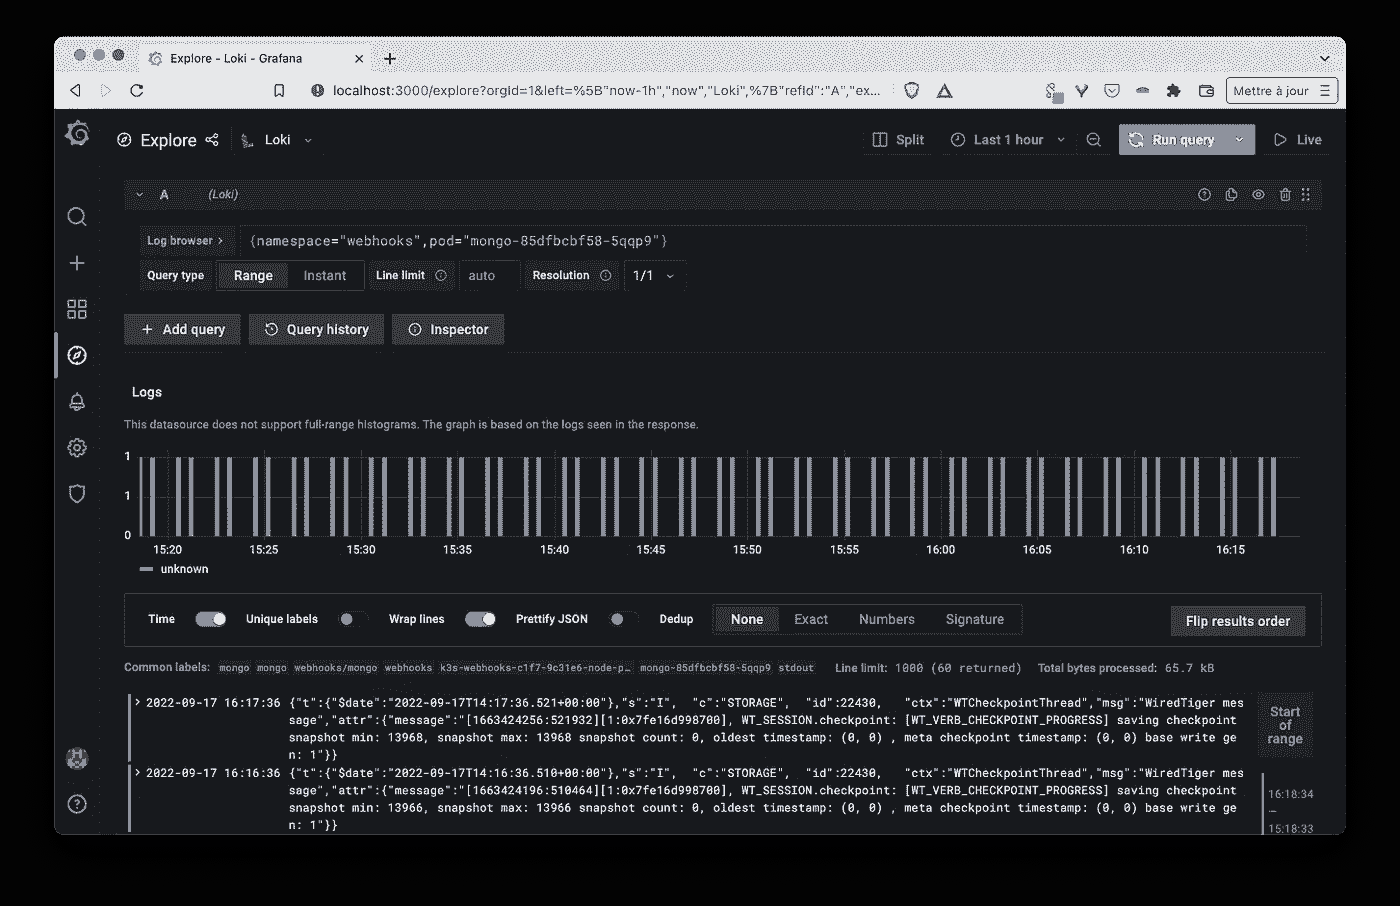 Explore - Loki - Grafana
localhost:3000/explore?orgId=1&left=%5B"now-1h","now","Loki",%7B"refId":"A","ex...
Mettre à jour
Explore
Loki
Split
Last 1 hour
Run query
Live
A (Loki)
Log browser > {namespace="webhooks",pod="mongo-85dfbcbf58-5qqp9"}
Query type Range Instant Line limit auto Resolution 1/1
+ Add query Query history Inspector
Logs
This datasource does not support full-range histograms. The graph is based on the logs seen in the response.
1
1
0
15:20 15:25 15:30 15:35 15:40 15:45 15:50 15:55 16:00 16:05 16:10 16:15
unknown
Time Unique labels Wrap lines Prettify JSON Dedup None Exact Numbers Signature Flip results order
Common labels: mongo mongo webhooks/mongo webhooks k3s-webhooks-c1f7-9c31e6-node-p… mongo-85dfbcbf58-5qqp9 stdout Line limit: 1000 (60 returned) Total bytes processed: 65.7 kB
2022-09-17 16:17:36 {"t":{"$date":"2022-09-17T14:17:36.521+00:00"},"s":"I", "c":"STORAGE", "id":22430, "ctx":"WTCheckpointThread","msg":"WiredTiger mes
sage","attr":{"message":"[1663424256:521932][1:0x7fe16d998700], WT_SESSION.checkpoint: [WT_VERB_CHECKPOINT_PROGRESS] saving checkpoint
snapshot min: 13968, snapshot max: 13968 snapshot count: 0, oldest timestamp: (0, 0) , meta checkpoint timestamp: (0, 0) base write ge
n: 1"}}
2022-09-17 16:16:36 {"t":{"$date":"2022-09-17T14:16:36.510+00:00"},"s":"I", "c":"STORAGE", "id":22430, "ctx":"WTCheckpointThread","msg":"WiredTiger mes
sage","attr":{"message":"[1663424196:510464][1:0x7fe16d998700], WT_SESSION.checkpoint: [WT_VERB_CHECKPOINT_PROGRESS] saving checkpoint
snapshot min: 13966, snapshot max: 13966 snapshot count: 0, oldest timestamp: (0, 0) , meta checkpoint timestamp: (0, 0) base write ge
n: 1"}}
Start
of
range
16:18:34
—
15:18:33